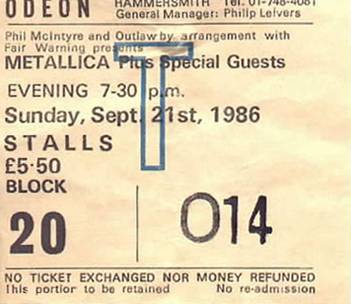 ODEON HAMMERSMITH Tel. 01-748-4081
General Manager: Philip Leivers
Phil McIntyre and Outlaw by arrangement with
Fair Warning presents
METALLICA Plus Special Guests
EVENING 7-30 p.m.
Sunday, Sept. 21st, 1986
STALLS
£5·50
BLOCK
20 O14
NO TICKET EXCHANGED NOR MONEY REFUNDED
This portion to be retained No re-admission